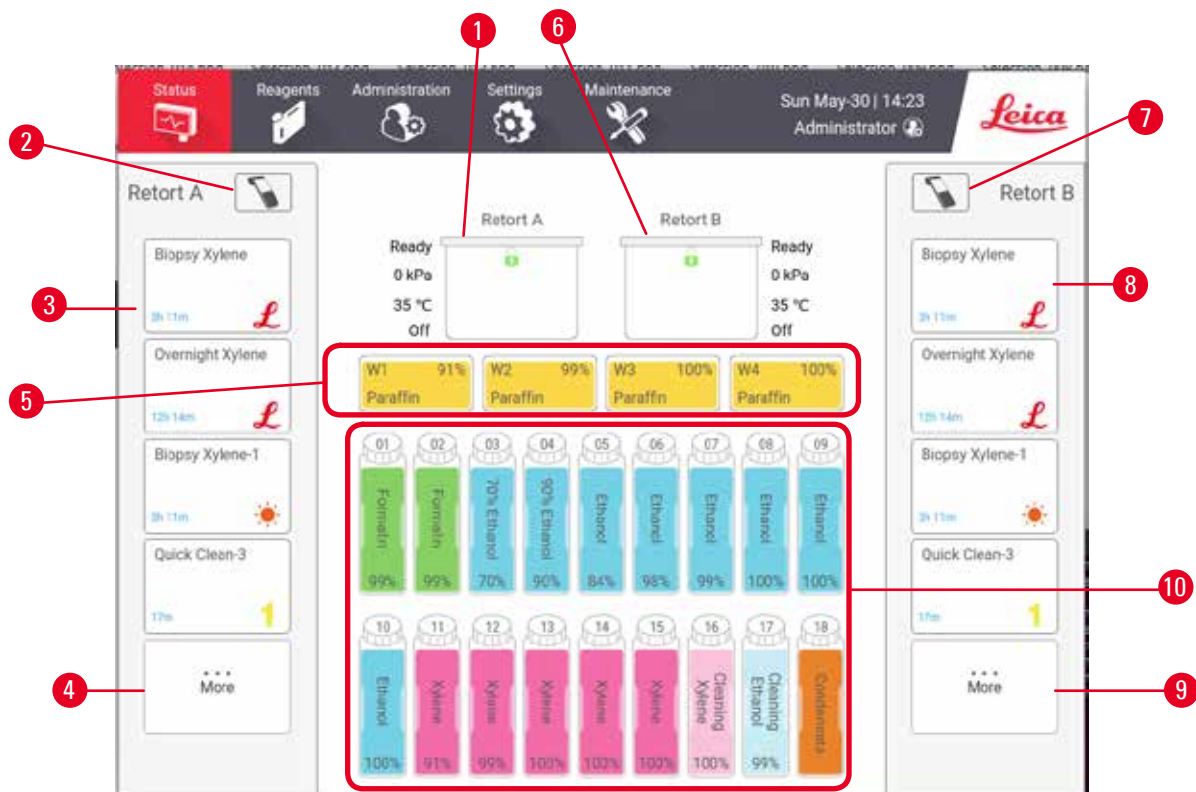 1
6
Status
Reagents
Administration
Settings
Maintenance
Sun May-30 | 14:23
Administrator
Leica
2
7
Retort A
Retort B
Retort A
Retort B
Biopsy Xylene
3h 11m
3
Overnight Xylene
12h 14m
Biopsy Xylene-1
3h 11m
Quick Clean-3
17m
1
... More
4
Ready
0 kPa
35 °C
Off
Ready
0 kPa
35 °C
Off
5
W1 91%
Paraffin
W2 99%
Paraffin
W3 100%
Paraffin
W4 100%
Paraffin
01 02 03 04 05 06 07 08 09
Formalin
Formalin
70% Ethanol
90% Ethanol
Ethanol
Ethanol
Ethanol
Ethanol
Ethanol
99% 99% 70% 90% 84% 98% 99% 100% 100%
10 11 12 13 14 15 16 17 18
Ethanol
Xylene
Xylene
Xylene
Xylene
Xylene
Cleaning Xylene
Cleaning Ethanol
Condensate
100% 91% 99% 100% 100% 100% 100% 99%
Biopsy Xylene
3h 11m
8
Overnight Xylene
12h 14m
Biopsy Xylene-1
3h 11m
Quick Clean-3
17m
1
10
... More
9